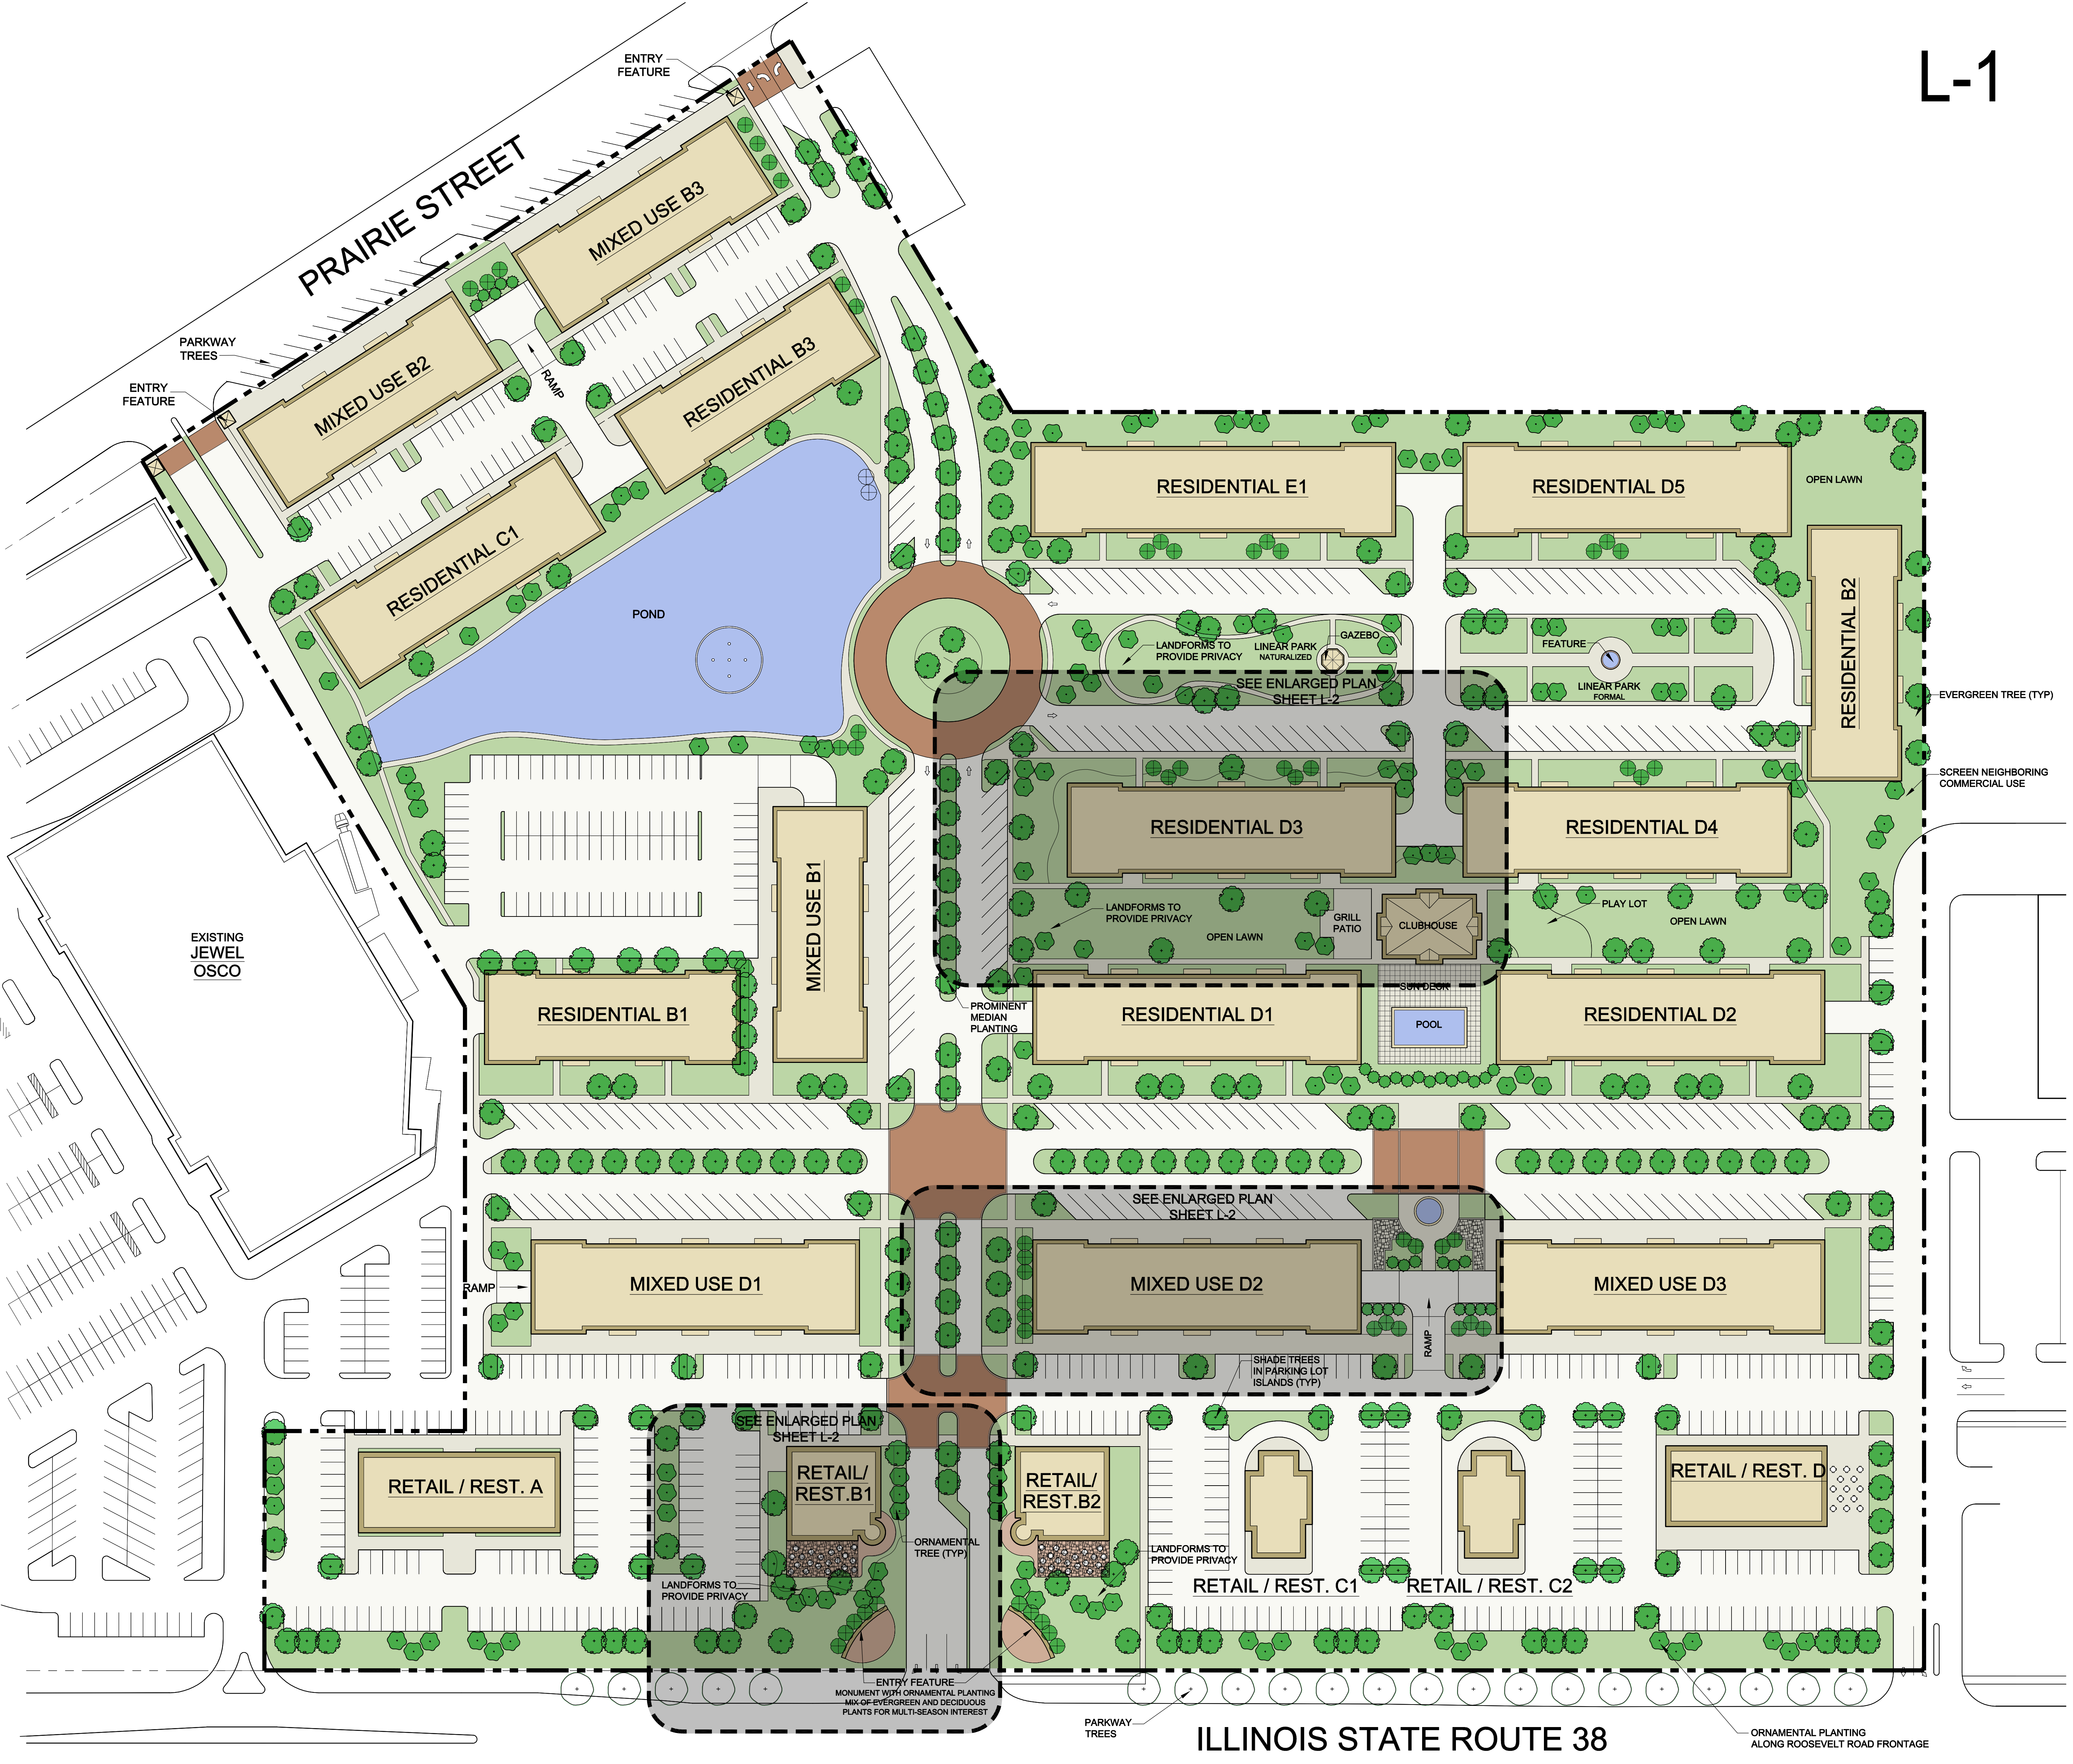 L-1
ENTRY
FEATURE
PRAIRIE STREET
MIXED USE B3
PARKWAY
TREES
ENTRY
FEATURE
MIXED USE B2
RAMP
RESIDENTIAL B3
RESIDENTIAL C1
POND
RESIDENTIAL E1
RESIDENTIAL D5
OPEN LAWN
RESIDENTIAL B2
LANDFORMS TO
PROVIDE PRIVACY
LINEAR PARK
NATURALIZED
GAZEBO
FEATURE
LINEAR PARK
FORMAL
SEE ENLARGED PLAN
SHEET L-2
EVERGREEN TREE (TYP)
SCREEN NEIGHBORING
COMMERCIAL USE
RESIDENTIAL D3
RESIDENTIAL D4
MIXED USE B1
LANDFORMS TO
PROVIDE PRIVACY
OPEN LAWN
GRILL
PATIO
CLUBHOUSE
PLAY LOT
OPEN LAWN
EXISTING
JEWEL
OSCO
RESIDENTIAL B1
PROMINENT
MEDIAN
PLANTING
RESIDENTIAL D1
SUN DECK
POOL
RESIDENTIAL D2
SEE ENLARGED PLAN
SHEET L-2
RAMP
MIXED USE D1
MIXED USE D2
RAMP
MIXED USE D3
SHADE TREES
IN PARKING LOT
ISLANDS (TYP)
SEE ENLARGED PLAN
SHEET L-2
RETAIL / REST. A
RETAIL/
REST.B1
RETAIL/
REST.B2
RETAIL / REST. D
ORNAMENTAL
TREE (TYP)
LANDFORMS TO
PROVIDE PRIVACY
LANDFORMS TO
PROVIDE PRIVACY
RETAIL / REST. C1
RETAIL / REST. C2
ENTRY FEATURE
MONUMENT WITH ORNAMENTAL PLANTING
MIX OF EVERGREEN AND DECIDUOUS
PLANTS FOR MULTI-SEASON INTEREST
PARKWAY
TREES
ILLINOIS STATE ROUTE 38
ORNAMENTAL PLANTING
ALONG ROOSEVELT ROAD FRONTAGE